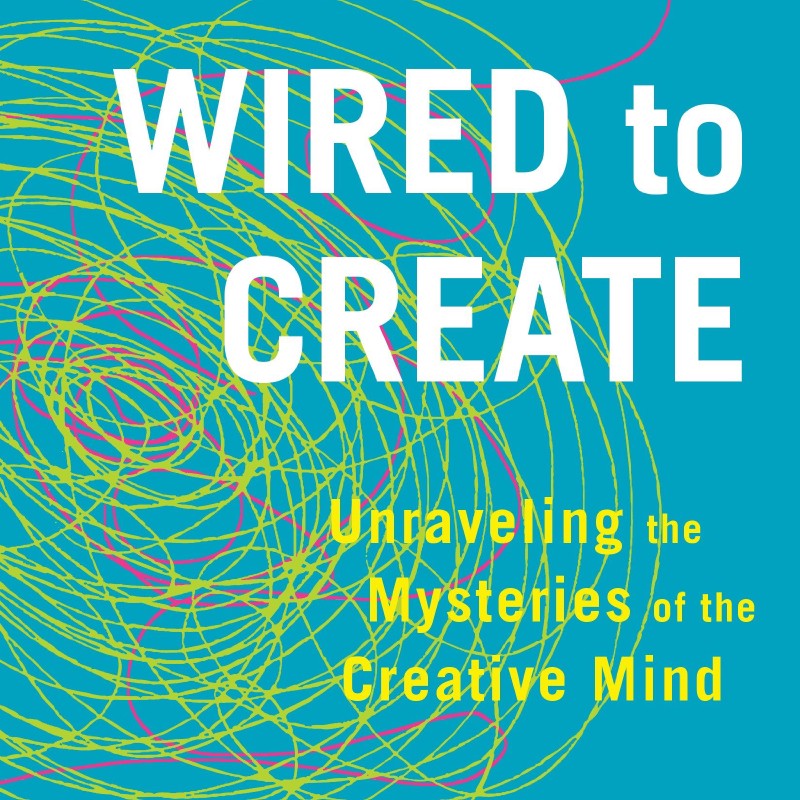 WIRED to
CREATE
Unraveling the
Mysteries of the
Creative Mind